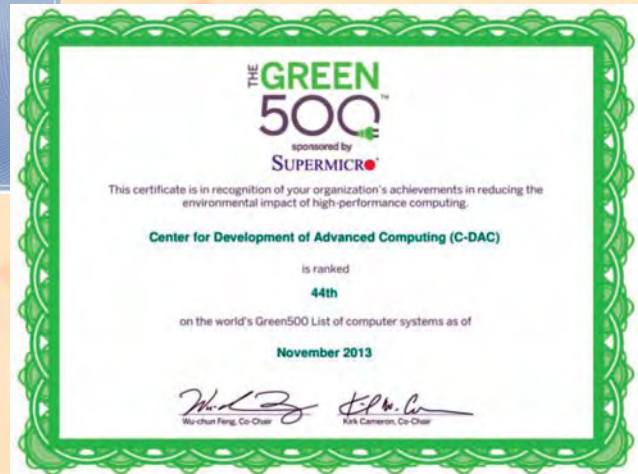 THE GREEN
500™
sponsored by
SUPERMICRO
This certificate is in recognition of your organization's achievements in reducing the
environmental impact of high-performance computing.
Center for Development of Advanced Computing (C-DAC)
is ranked
44th
on the world's Green500 List of computer systems as of
November 2013
Wu-chun Feng, Co-Chair
Kirk Cameron, Co-Chair